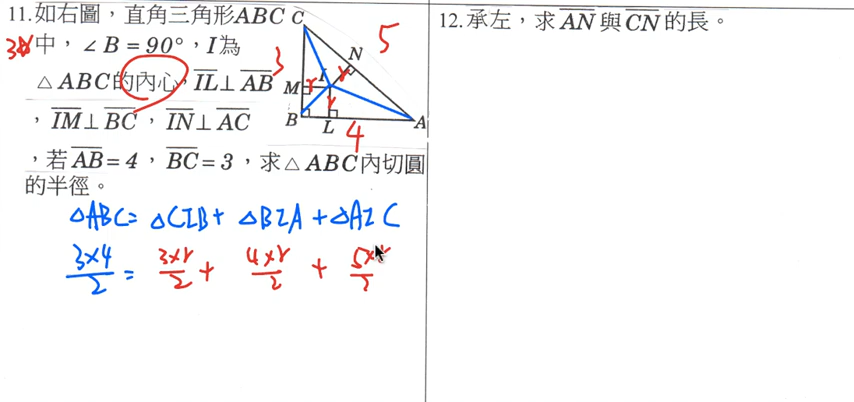 11.如右圖，直角三角形ABC
中，∠B=90°，I為
△ABC的內心，IL⊥AB
，IM⊥BC，IN⊥AC
，若AB=4，BC=3，求△ABC內切圓
的半徑。
C
5
N
3
I
r
M
r
r
B
L
4
A
△ABC=△CIB+△BIA+△AIC
3×4/2=3×r/2+4×r/2+5×r/2
12.承左，求AN與CN的長。